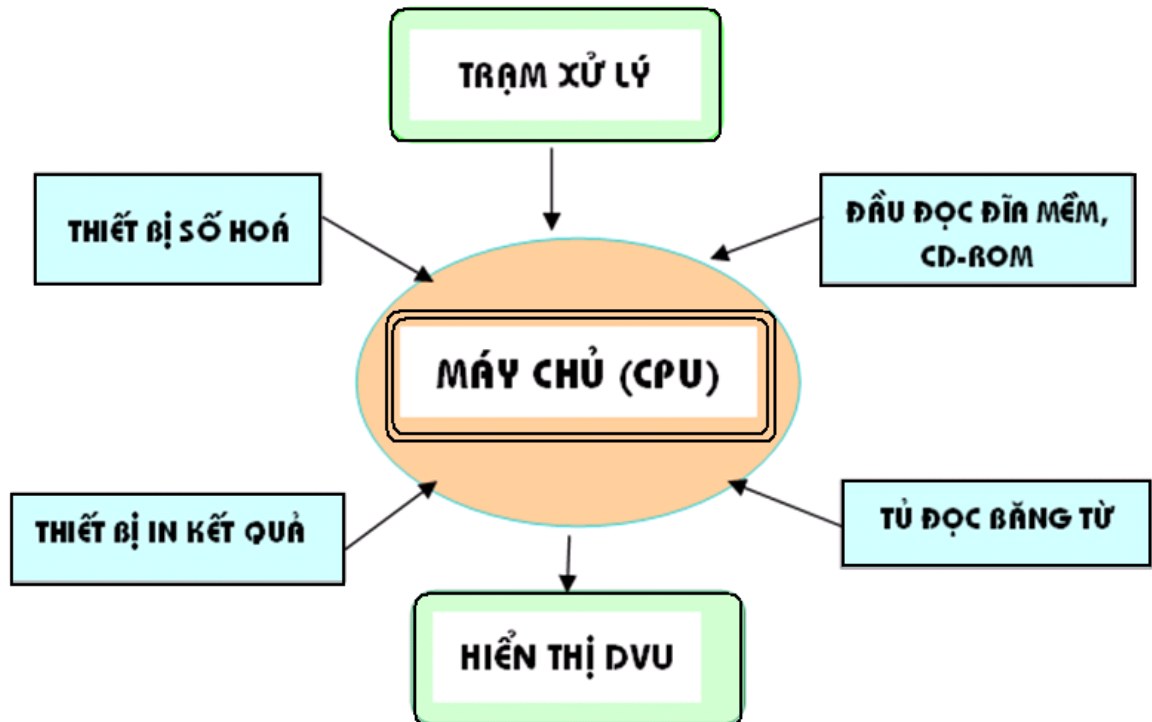 TRẠM XỬ LÝ
THIẾT BỊ SỐ HOÁ
ĐẦU ĐỌC ĐĨA MỀM,
CD-ROM
MÁY CHỦ (CPU)
THIẾT BỊ IN KẾT QUẢ
TỦ ĐỌC BĂNG TỪ
HIỂN THỊ DVU